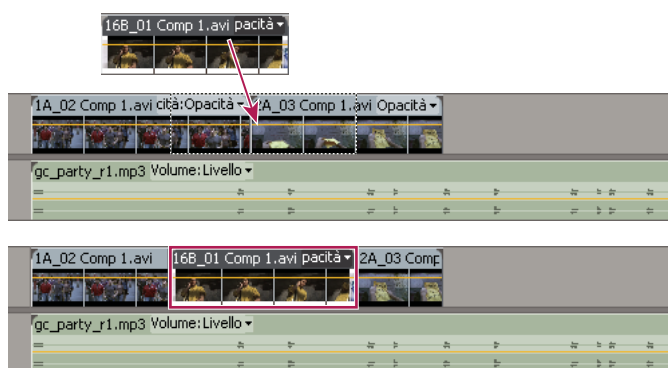 16B_01 Comp 1.avi pacità
1A_02 Comp 1.avi cità:Opacità 2A_03 Comp 1.avi Opacità
gc_party_r1.mp3 Volume:Livello
1A_02 Comp 1.avi 16B_01 Comp 1.avi pacità 2A_03 Comp
gc_party_r1.mp3 Volume:Livello